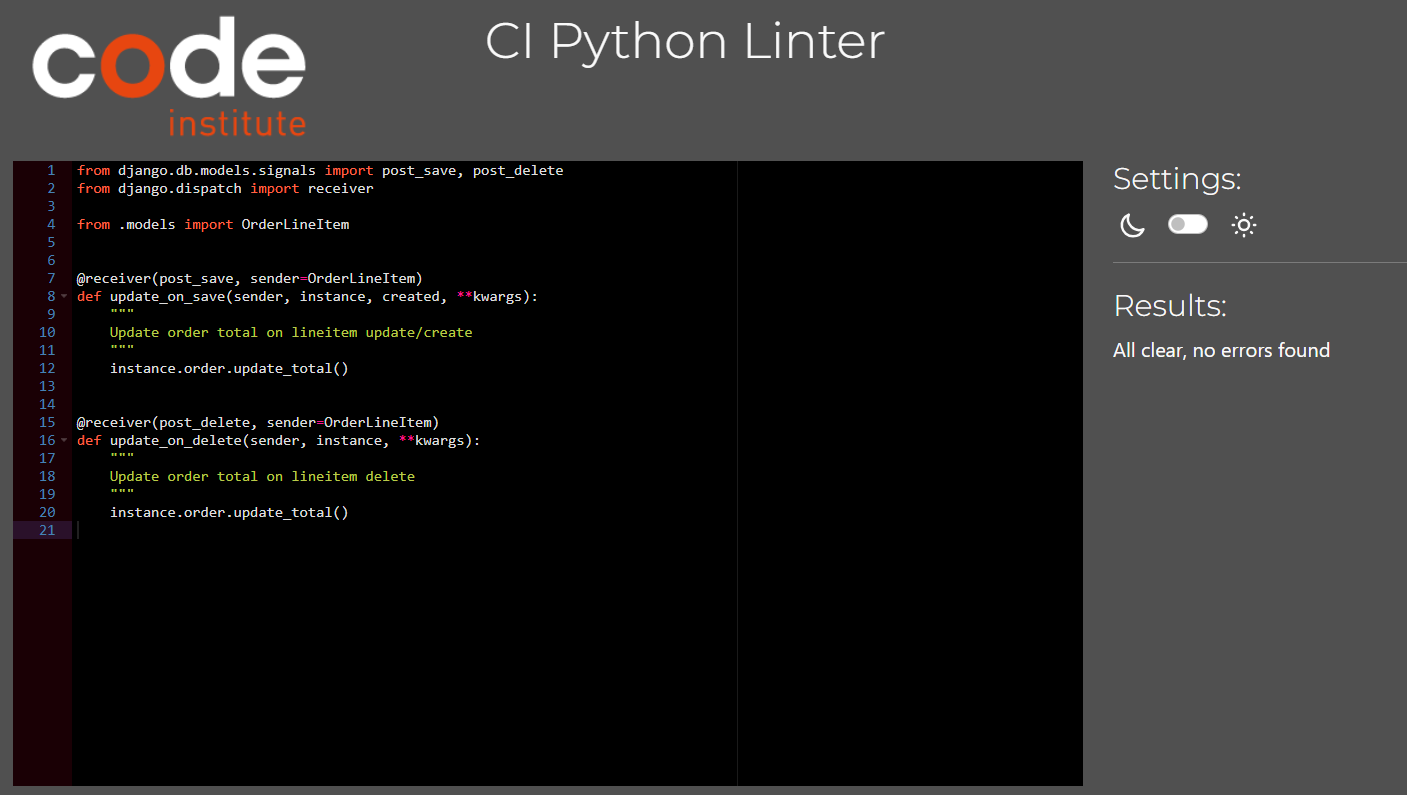 code
institute
CI Python Linter
1 from django.db.models.signals import post_save, post_delete
2 from django.dispatch import receiver
3
4 from .models import OrderLineItem
5
6
7 @receiver(post_save, sender=OrderLineItem)
8 def update_on_save(sender, instance, created, **kwargs):
9     """
10     Update order total on lineitem update/create
11     """
12     instance.order.update_total()
13
14
15 @receiver(post_delete, sender=OrderLineItem)
16 def update_on_delete(sender, instance, **kwargs):
17     """
18     Update order total on lineitem delete
19     """
20     instance.order.update_total()
21
Settings:
Results:
All clear, no errors found